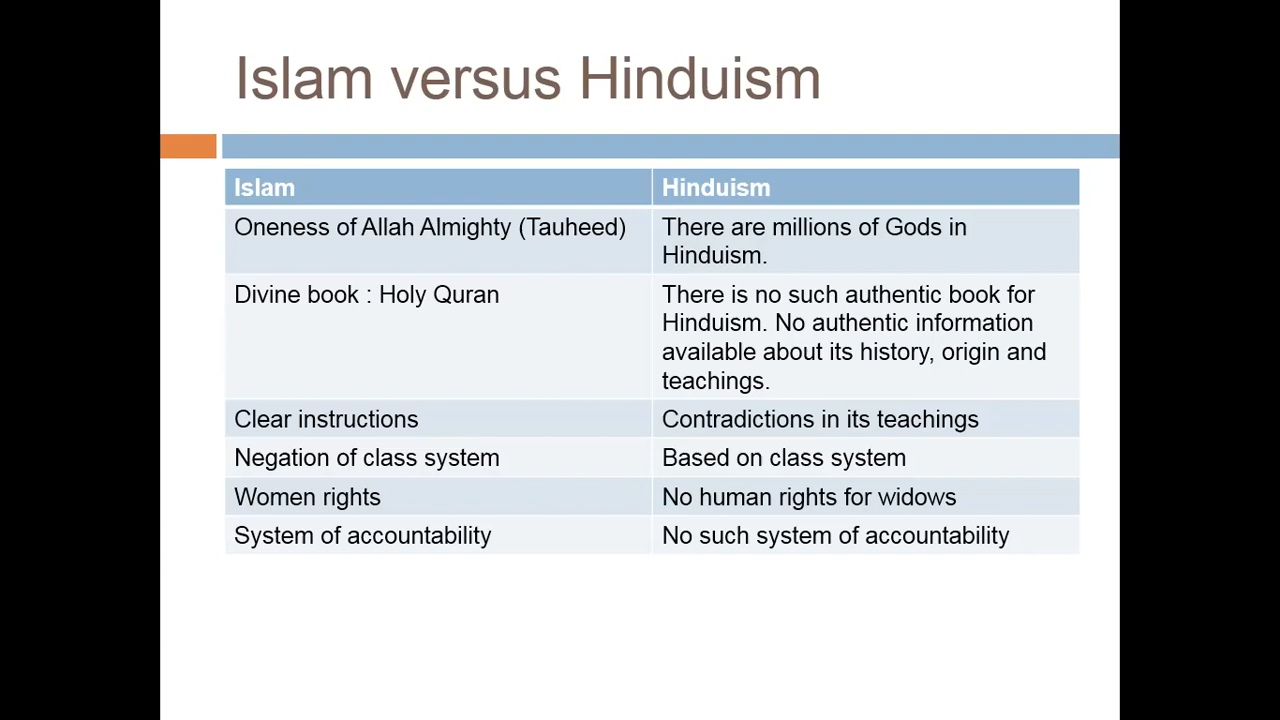 Islam versus Hinduism
Islam
Hinduism
Oneness of Allah Almighty (Tauheed)
There are millions of Gods in
Hinduism.
Divine book : Holy Quran
There is no such authentic book for
Hinduism. No authentic information
available about its history, origin and
teachings.
Clear instructions
Contradictions in its teachings
Negation of class system
Based on class system
Women rights
No human rights for widows
System of accountability
No such system of accountability